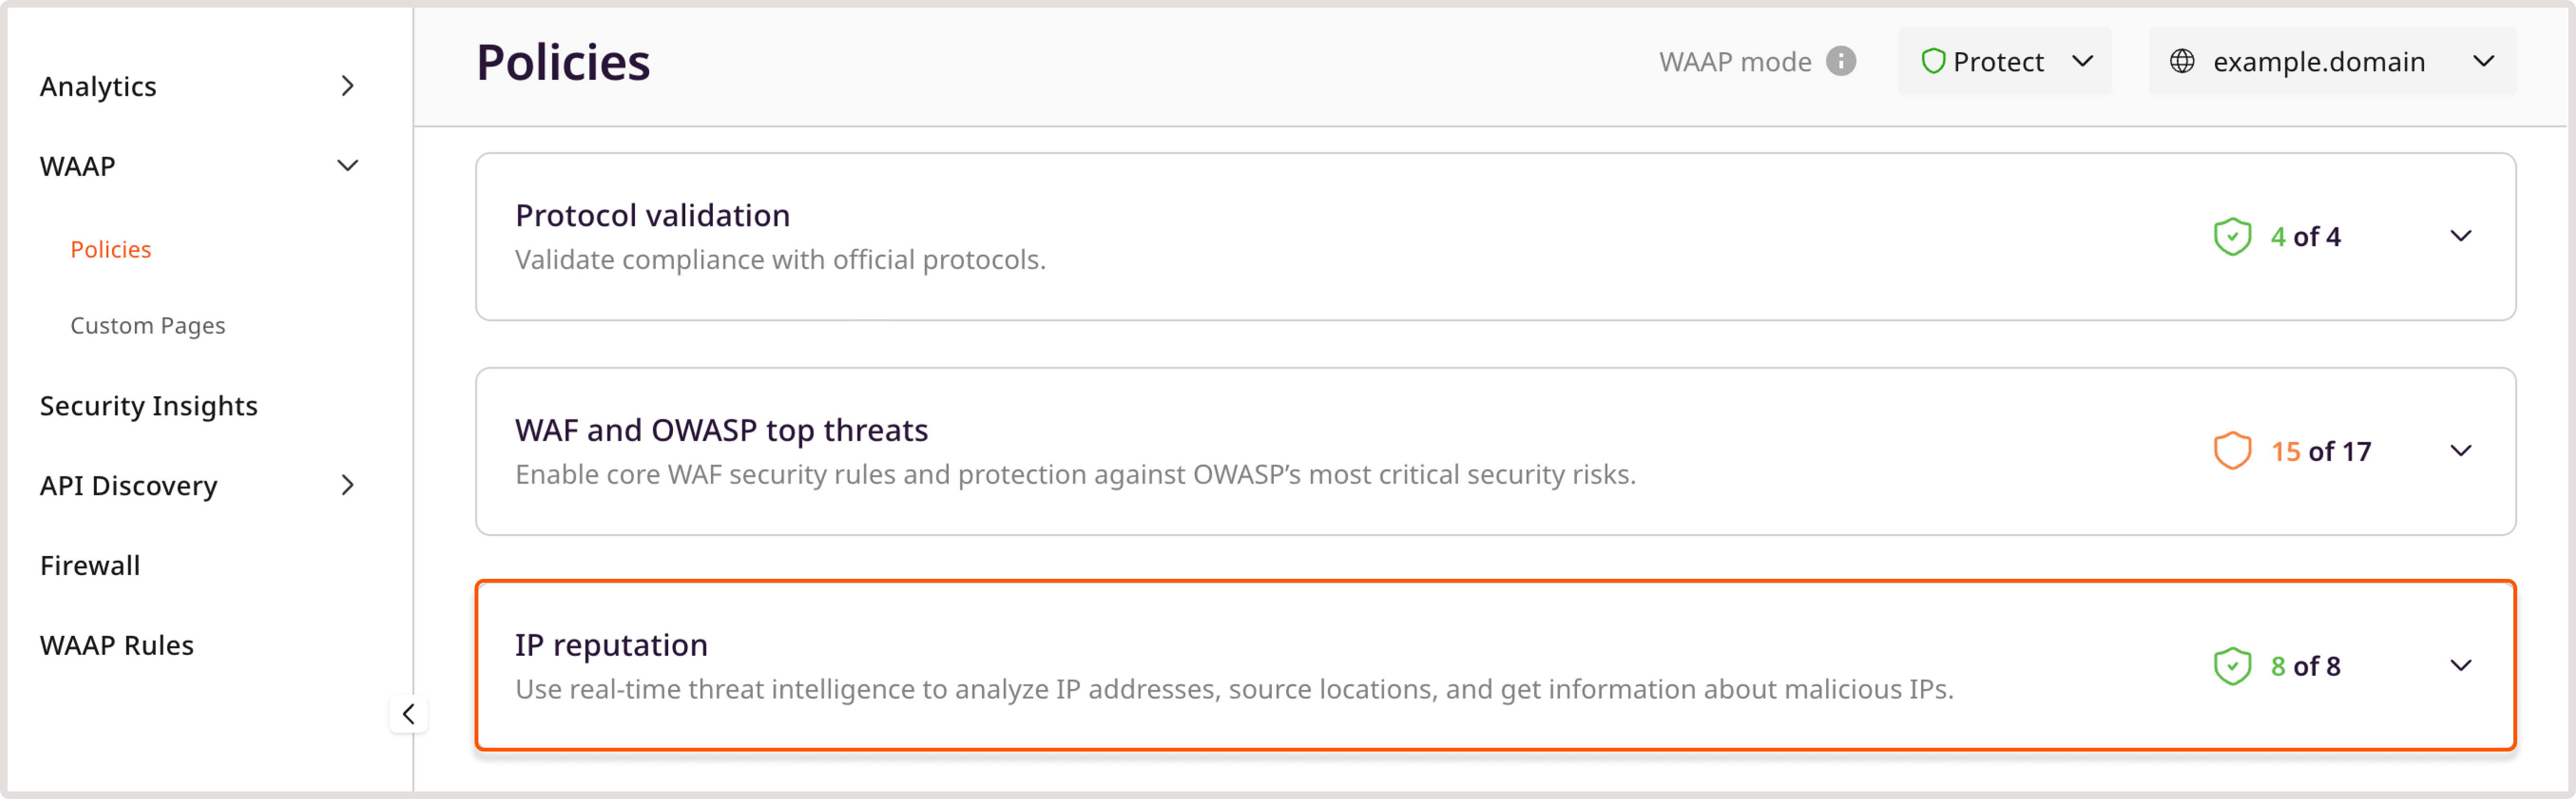 Analytics
WAAP
Policies
Custom Pages
Security Insights
API Discovery
Firewall
WAAP Rules
Policies
WAAP mode
Protect
example.domain
Protocol validation
Validate compliance with official protocols.
4 of 4
WAF and OWASP top threats
Enable core WAF security rules and protection against OWASP’s most critical security risks.
15 of 17
IP reputation
Use real-time threat intelligence to analyze IP addresses, source locations, and get information about malicious IPs.
8 of 8